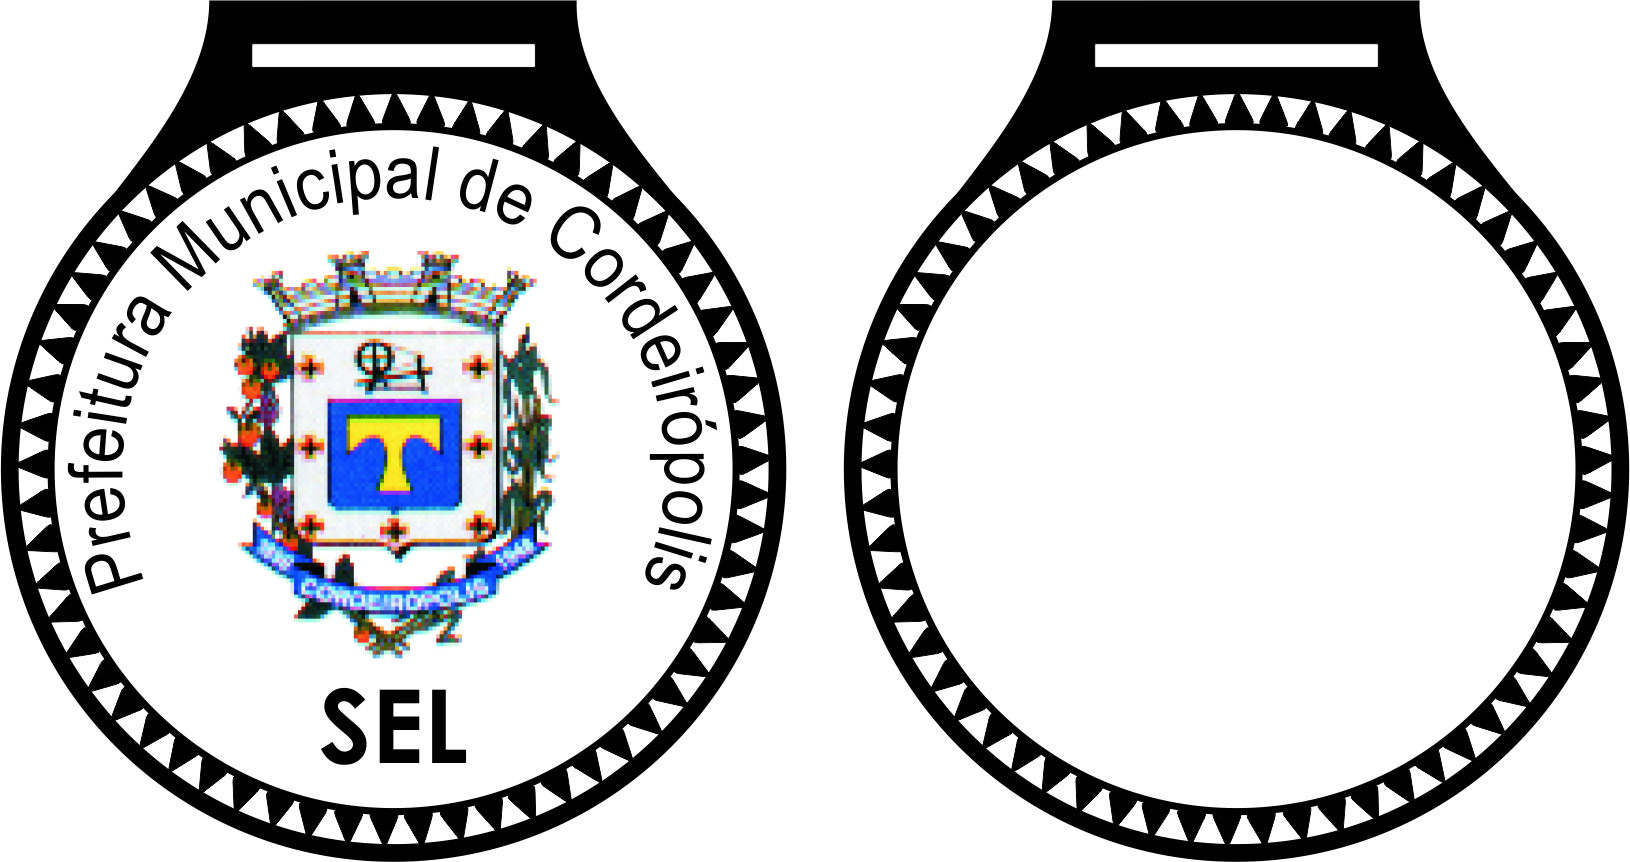 Prefeitura Municipal de Cordeirópolis
CORDEIRÓPOLIS
SEL